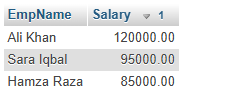 EmpName Salary 1
Ali Khan 120000.00
Sara Iqbal 95000.00
Hamza Raza 85000.00